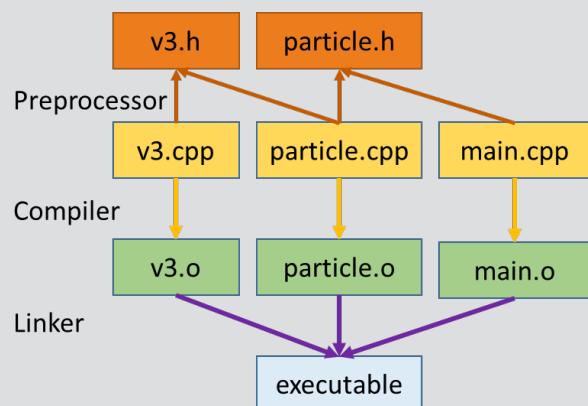 v3.h
particle.h
Preprocessor
v3.cpp
particle.cpp
main.cpp
Compiler
v3.o
particle.o
main.o
Linker
executable